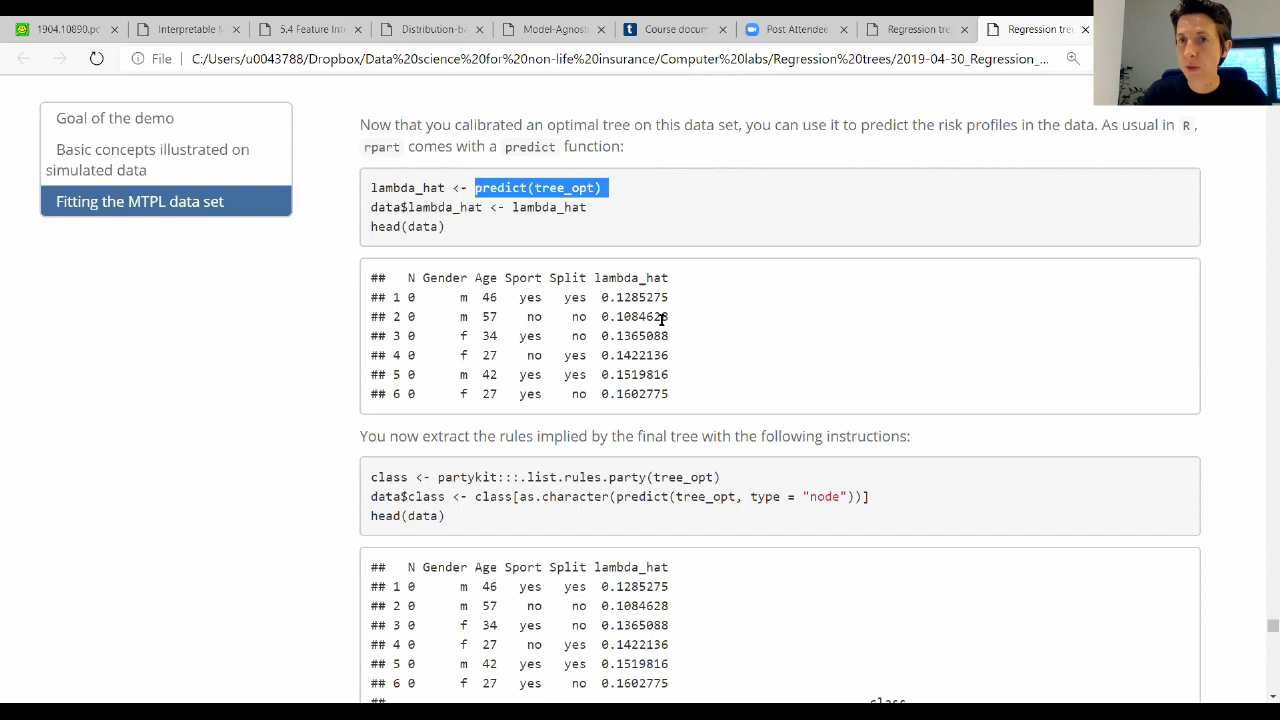 1904.10890.pd
Interpretable M
5.4 Feature Int
Distribution-b
Model-Agnost
Course docum
Post Attendee
Regression tre
Regression tree
File C:/Users/u0043788/Dropbox/Data%20science%20for%20non-life%20insurance/Computer%20labs/Regression%20trees/2019-04-30_Regression_...
Goal of the demo
Basic concepts illustrated on
simulated data
Fitting the MTPL data set
Now that you calibrated an optimal tree on this data set, you can use it to predict the risk profiles in the data. As usual in R,
rpart comes with a predict function:
lambda_hat <- predict(tree_opt)
data$lambda_hat <- lambda_hat
head(data)
## N Gender Age Sport Split lambda_hat
## 1 0 m 46 yes yes 0.1285275
## 2 0 m 57 no no 0.1084628
## 3 0 f 34 yes no 0.1365088
## 4 0 f 27 no yes 0.1422136
## 5 0 m 42 yes yes 0.1519816
## 6 0 f 27 yes no 0.1602775
You now extract the rules implied by the final tree with the following instructions:
class <- partykit:::.list.rules.party(tree_opt)
data$class <- class[as.character(predict(tree_opt, type = "node"))]
head(data)
## N Gender Age Sport Split lambda_hat
## 1 0 m 46 yes yes 0.1285275
## 2 0 m 57 no no 0.1084628
## 3 0 f 34 yes no 0.1365088
## 4 0 f 27 no yes 0.1422136
## 5 0 m 42 yes yes 0.1519816
## 6 0 f 27 yes no 0.1602775
## class